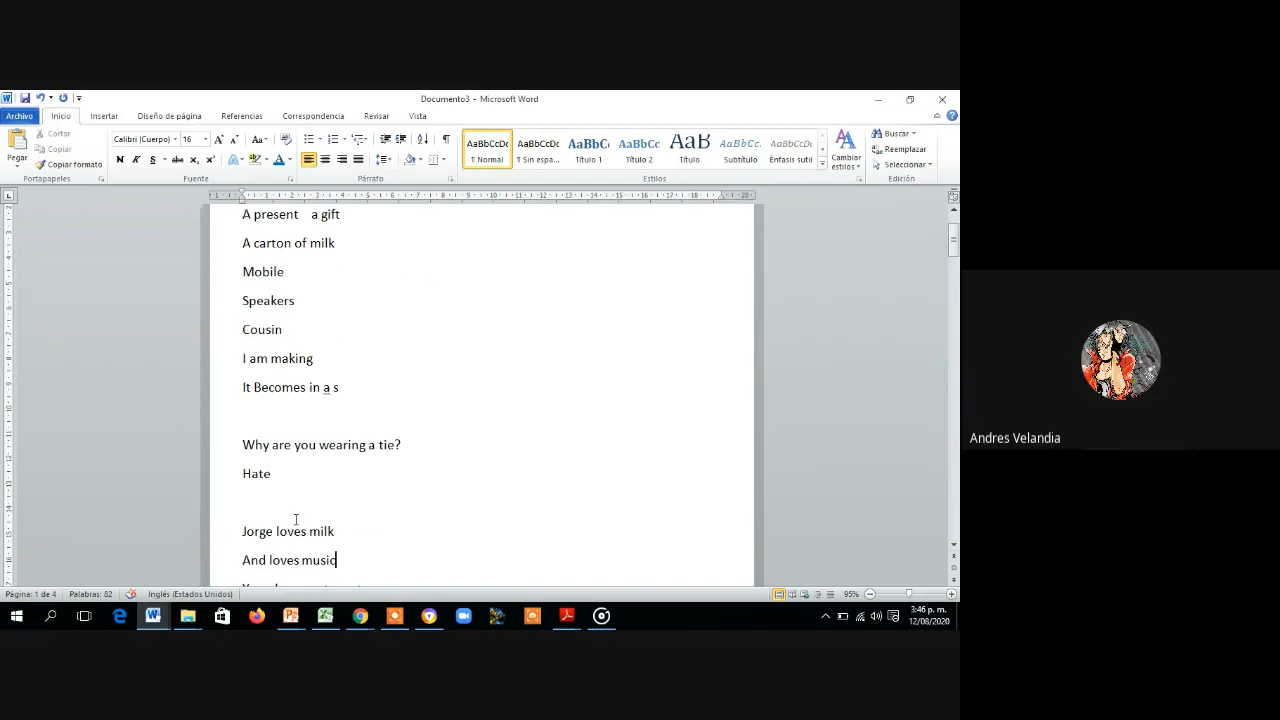 Documento3 - Microsoft Word
Archivo Inicio Insertar Diseño de página Referencias Correspondencia Revisar Vista
Pegar
Cortar
Copiar
Copiar formato
Portapapeles
Calibri (Cuerpo) 16
Fuente
Párrafo
AaBbCcDc AaBbCcDc AaBbC AaBbCc AaB AaBbCc. AaBbCcDc
¶ Normal ¶ Sin espa... Título 1 Título 2 Título Subtítulo Énfasis sutil
Estilos
Cambiar estilos
Buscar
Reemplazar
Seleccionar
Edición
A present a gift
A carton of milk
Mobile
Speakers
Cousin
I am making
It Becomes in a s
Why are you wearing a tie?
Hate
Jorge loves milk
And loves music
Página: 1 de 4 Palabras: 82 Inglés (Estados Unidos) 95%
3:46 p. m.
12/08/2020
Andres Velandia